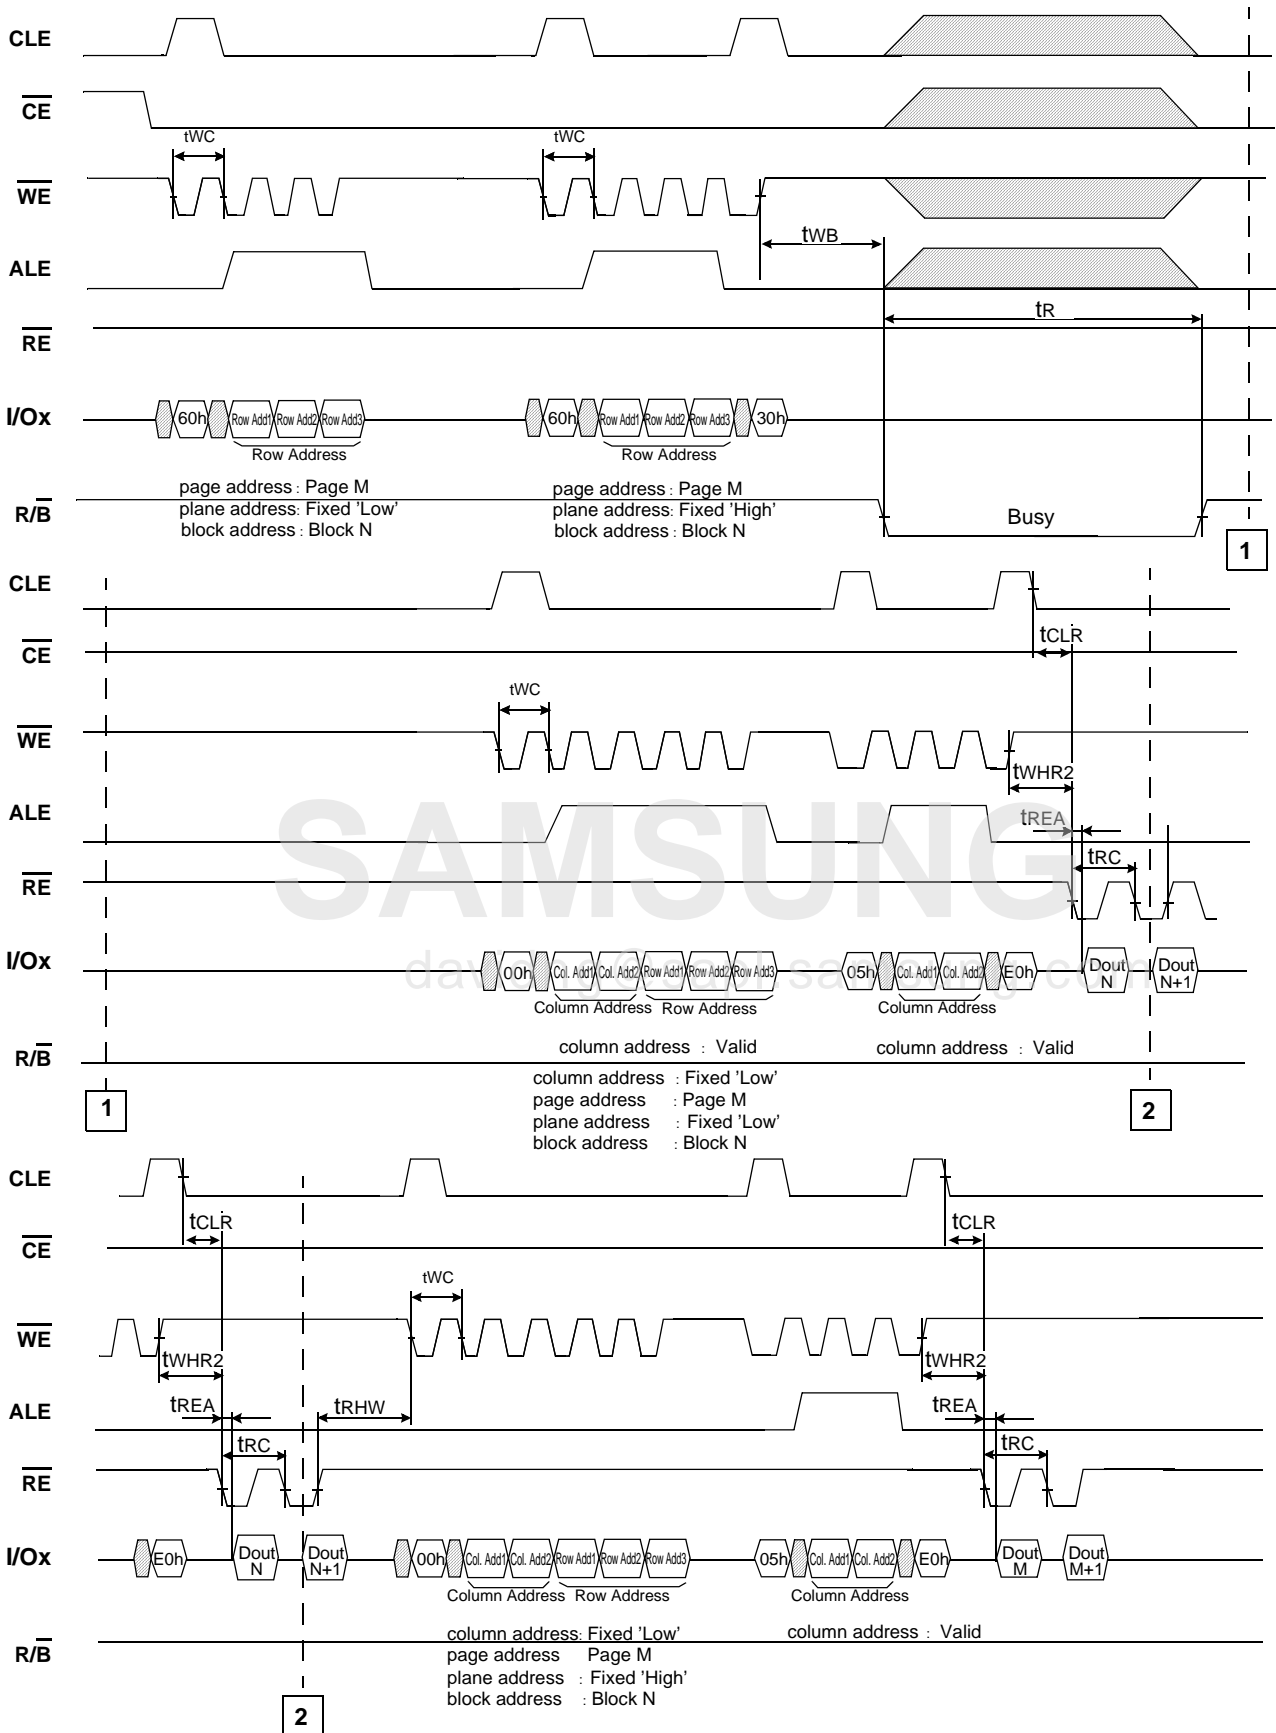 CLE
CE
tWC tWC
WE
tWB
ALE
tR
RE
I/Ox 60h Row Add1 Row Add2 Row Add3 60h Row Add1 Row Add2 Row Add3 30h
Row Address Row Address
page address : Page M page address : Page M
plane address: Fixed 'Low' plane address: Fixed 'High'
block address : Block N block address : Block N
R/B Busy
1
CLE
tCLR
CE
tWC
WE
tWHR2
ALE
SAMSUNG
tREA
tRC
RE
I/Ox 00h Col. Add1 Col. Add2 Row Add1 Row Add2 Row Add3 05h Col. Add1 Col. Add2 E0h Dout N Dout N+1
Column Address Row Address Column Address
column address : Valid column address : Valid
R/B
column address : Fixed 'Low'
page address : Page M
plane address : Fixed 'Low'
block address : Block N
1 2
CLE
tCLR tCLR
CE
tWC
WE
tWHR2 tWHR2
ALE
tREA tRHW tREA
tRC tRC
RE
I/Ox E0h Dout N Dout N+1 00h Col. Add1 Col. Add2 Row Add1 Row Add2 Row Add3 05h Col. Add1 Col. Add2 E0h Dout M Dout M+1
Column Address Row Address Column Address
column address: Fixed 'Low' column address : Valid
R/B
page address Page M
plane address : Fixed 'High'
block address : Block N
2